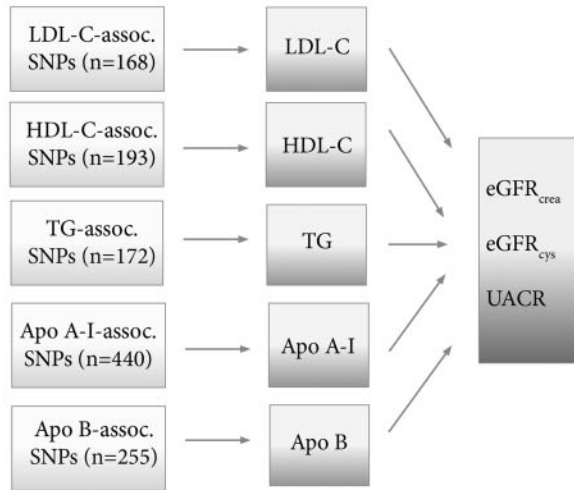 LDL-C-assoc.
SNPs (n=168)
LDL-C
HDL-C-assoc.
SNPs (n=193)
HDL-C
TG-assoc.
SNPs (n=172)
TG
Apo A-I-assoc.
SNPs (n=440)
Apo A-I
Apo B-assoc.
SNPs (n=255)
Apo B
eGFRcrea
eGFRcys
UACR